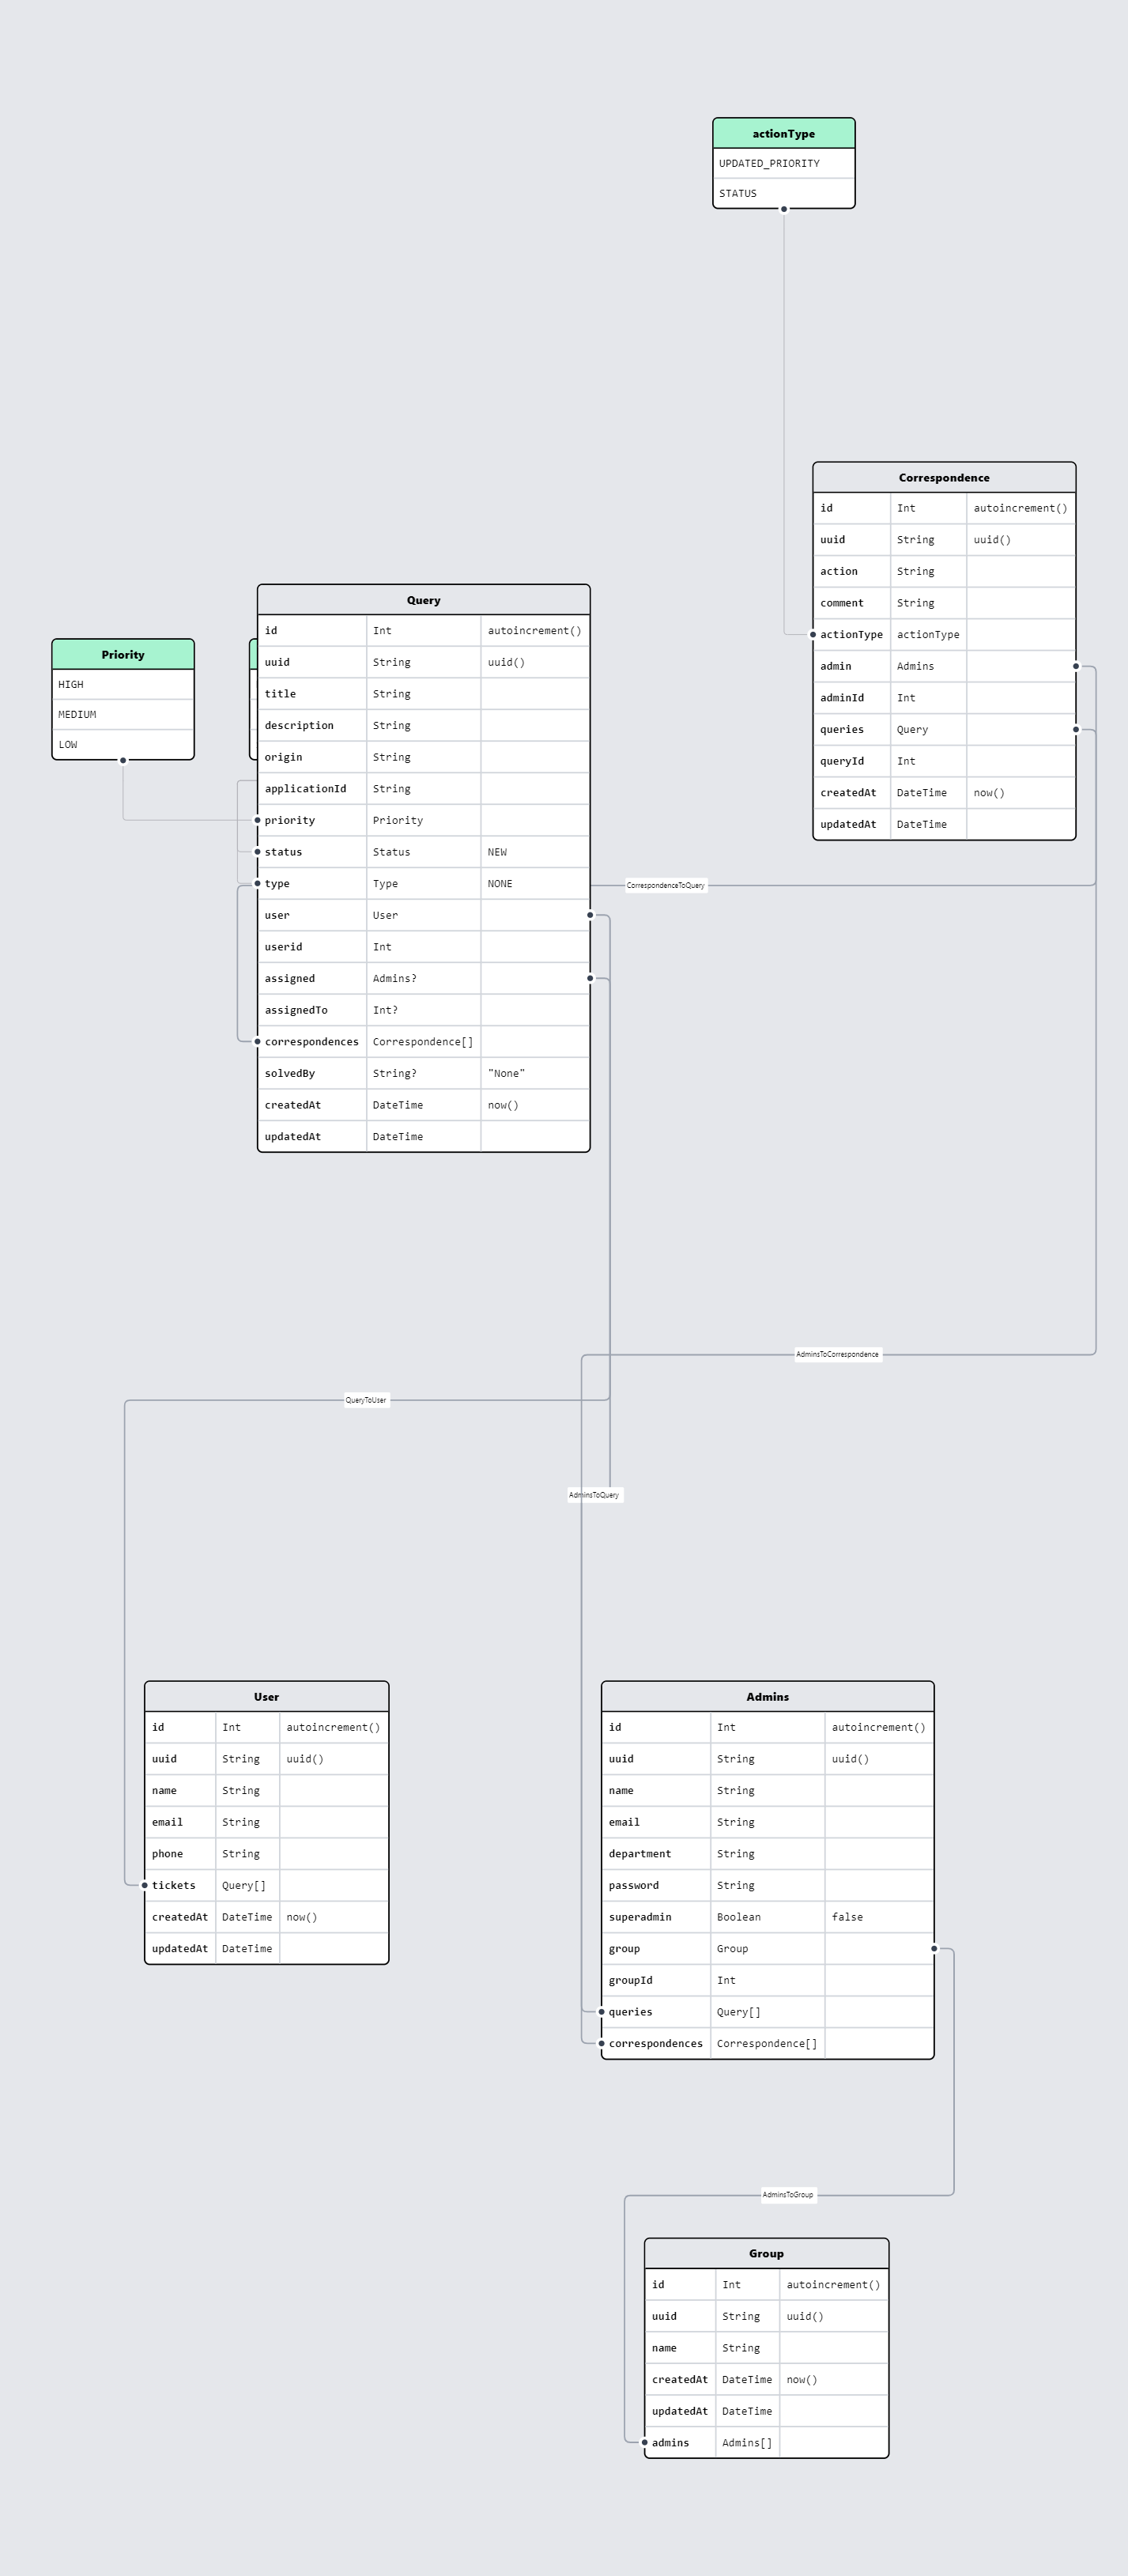 actionType
UPDATED_PRIORITY
STATUS
Correspondence
id Int autoincrement()
uuid String uuid()
action String
comment String
actionType actionType
admin Admins
adminId Int
queries Query
queryId Int
createdAt DateTime now()
updatedAt DateTime
Priority
HIGH
MEDIUM
LOW
Query
id Int autoincrement()
uuid String uuid()
title String
description String
origin String
applicationId String
priority Priority
status Status NEW
type Type NONE
user User
userid Int
assigned Admins?
assignedTo Int?
correspondences Correspondence[]
solvedBy String? "None"
createdAt DateTime now()
updatedAt DateTime
CorrespondenceToQuery
AdminsToCorrespondence
QueryToUser
AdminsToQuery
User
id Int autoincrement()
uuid String uuid()
name String
email String
phone String
tickets Query[]
createdAt DateTime now()
updatedAt DateTime
Admins
id Int autoincrement()
uuid String uuid()
name String
email String
department String
password String
superadmin Boolean false
group Group
groupId Int
queries Query[]
correspondences Correspondence[]
AdminsToGroup
Group
id Int autoincrement()
uuid String uuid()
name String
createdAt DateTime now()
updatedAt DateTime
admins Admins[]